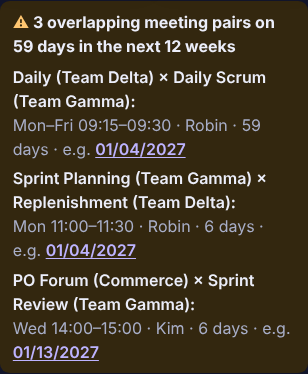 ⚠ 3 overlapping meeting pairs on
59 days in the next 12 weeks
Daily (Team Delta) × Daily Scrum
(Team Gamma):
Mon–Fri 09:15–09:30 · Robin · 59
days · e.g. 01/04/2027
Sprint Planning (Team Gamma) ×
Replenishment (Team Delta):
Mon 11:00–11:30 · Robin · 6 days ·
e.g. 01/04/2027
PO Forum (Commerce) × Sprint
Review (Team Gamma):
Wed 14:00–15:00 · Kim · 6 days · e.g.
01/13/2027